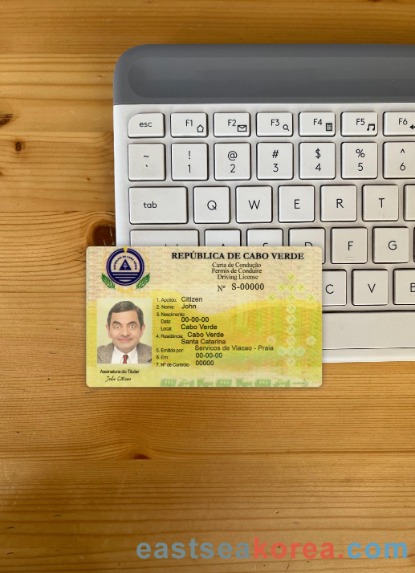 esc F1 F2 F3 F4 F5 F6
~ ` ! 1 @ 2 # 3 $ 4 % 5 ^ 6
tab Q W E R T
D F G
C V B
REPÚBLICA DE CABO VERDE
Carta de Condução
Permis de Conduire
Driving License
Nº S-00000
1. Apelido: Citizen
2. Nome: John
3. Nascimento
Data: 00-00-00
Local: Cabo Verde
4. Residência: Cabo Verde
Santa Catarina
5. Emitido por: Servicos de Viacao - Praia
6. Em: 00-00-00
7. Nº de Controlo: 00000
Assinatura do Titular
John Citizen
eastseakorea.com